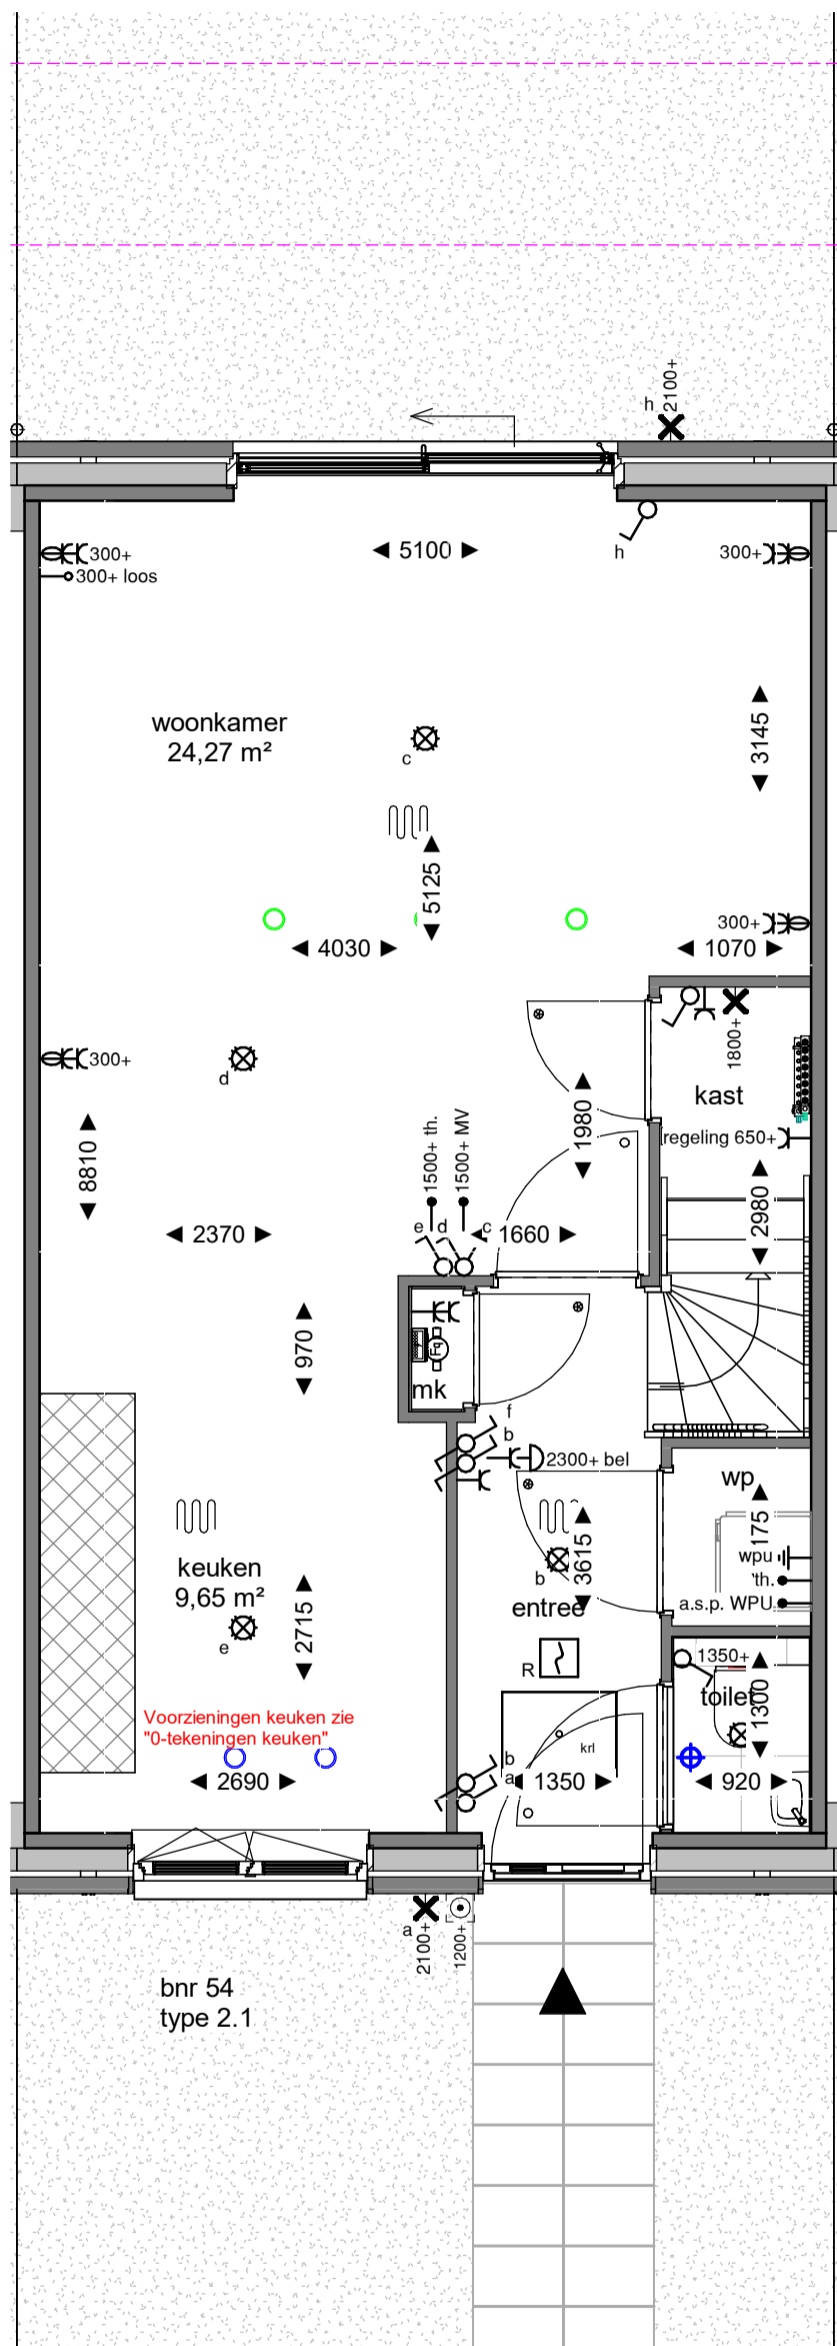 h
2100+
300+
300+ loos
5100
h
300+
woonkamer
24,27 m²
c
3145
5125
4030
300+
1070
300+
d
1800+
kast
1980
regeling 650+
8810
1500+ th.
1500+ MV
2370
e
d
c
1660
2980
970
mk
f
b
2300+ bel
wp
175
keuken
9,65 m²
e
2715
b
3615
entree
wpu
th.
a.s.p. WPU
R
1350+
toilet
1300
Voorzieningen keuken zie
"0-tekeningen keuken"
krl
2690
b
a
1350
920
a
2100+
1200+
bnr 54
type 2.1